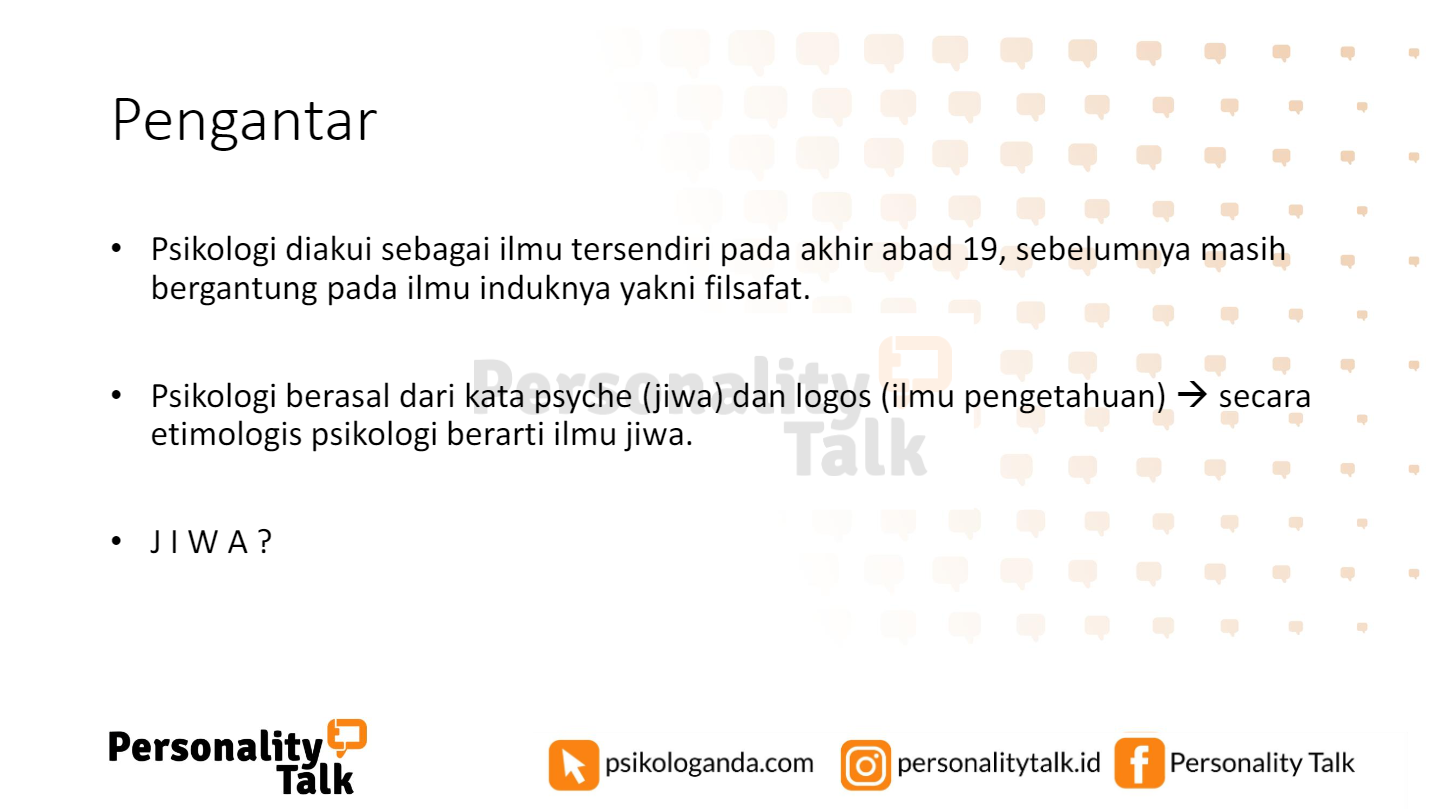 Pengantar
• Psikologi diakui sebagai ilmu tersendiri pada akhir abad 19, sebelumnya masih
bergantung pada ilmu induknya yakni filsafat.
• Psikologi berasal dari kata psyche (jiwa) dan logos (ilmu pengetahuan) → secara
etimologis psikologi berarti ilmu jiwa.
• J I W A ?
Personality
Talk
Personality
Talk
psikologanda.com
personalitytalk.id
Personality Talk